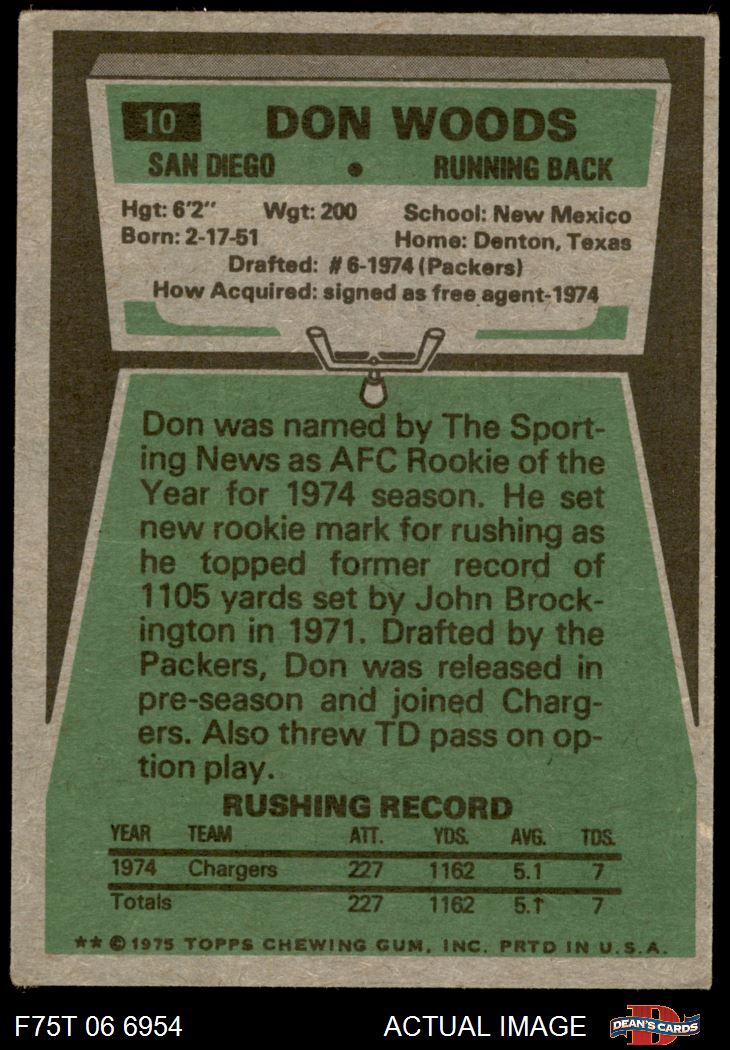 10 DON WOODS
SAN DIEGO • RUNNING BACK
Hgt: 6'2" Wgt: 200 School: New Mexico
Born: 2-17-51 Home: Denton, Texas
Drafted: #6-1974 (Packers)
How Acquired: signed as free agent-1974
Don was named by The Sport-
ing News as AFC Rookie of the
Year for 1974 season. He set
new rookie mark for rushing as
he topped former record of
1105 yards set by John Brock-
ington in 1971. Drafted by the
Packers, Don was released in
pre-season and joined Charg-
ers. Also threw TD pass on op-
tion play.
RUSHING RECORD
YEAR TEAM ATT. YDS. AVG. TDS.
1974 Chargers 227 1162 5.1 7
Totals 227 1162 5.1 7
** © 1975 TOPPS CHEWING GUM, INC. PRTD IN U.S.A.
F75T 06 6954 ACTUAL IMAGE DEAN'S CARDS